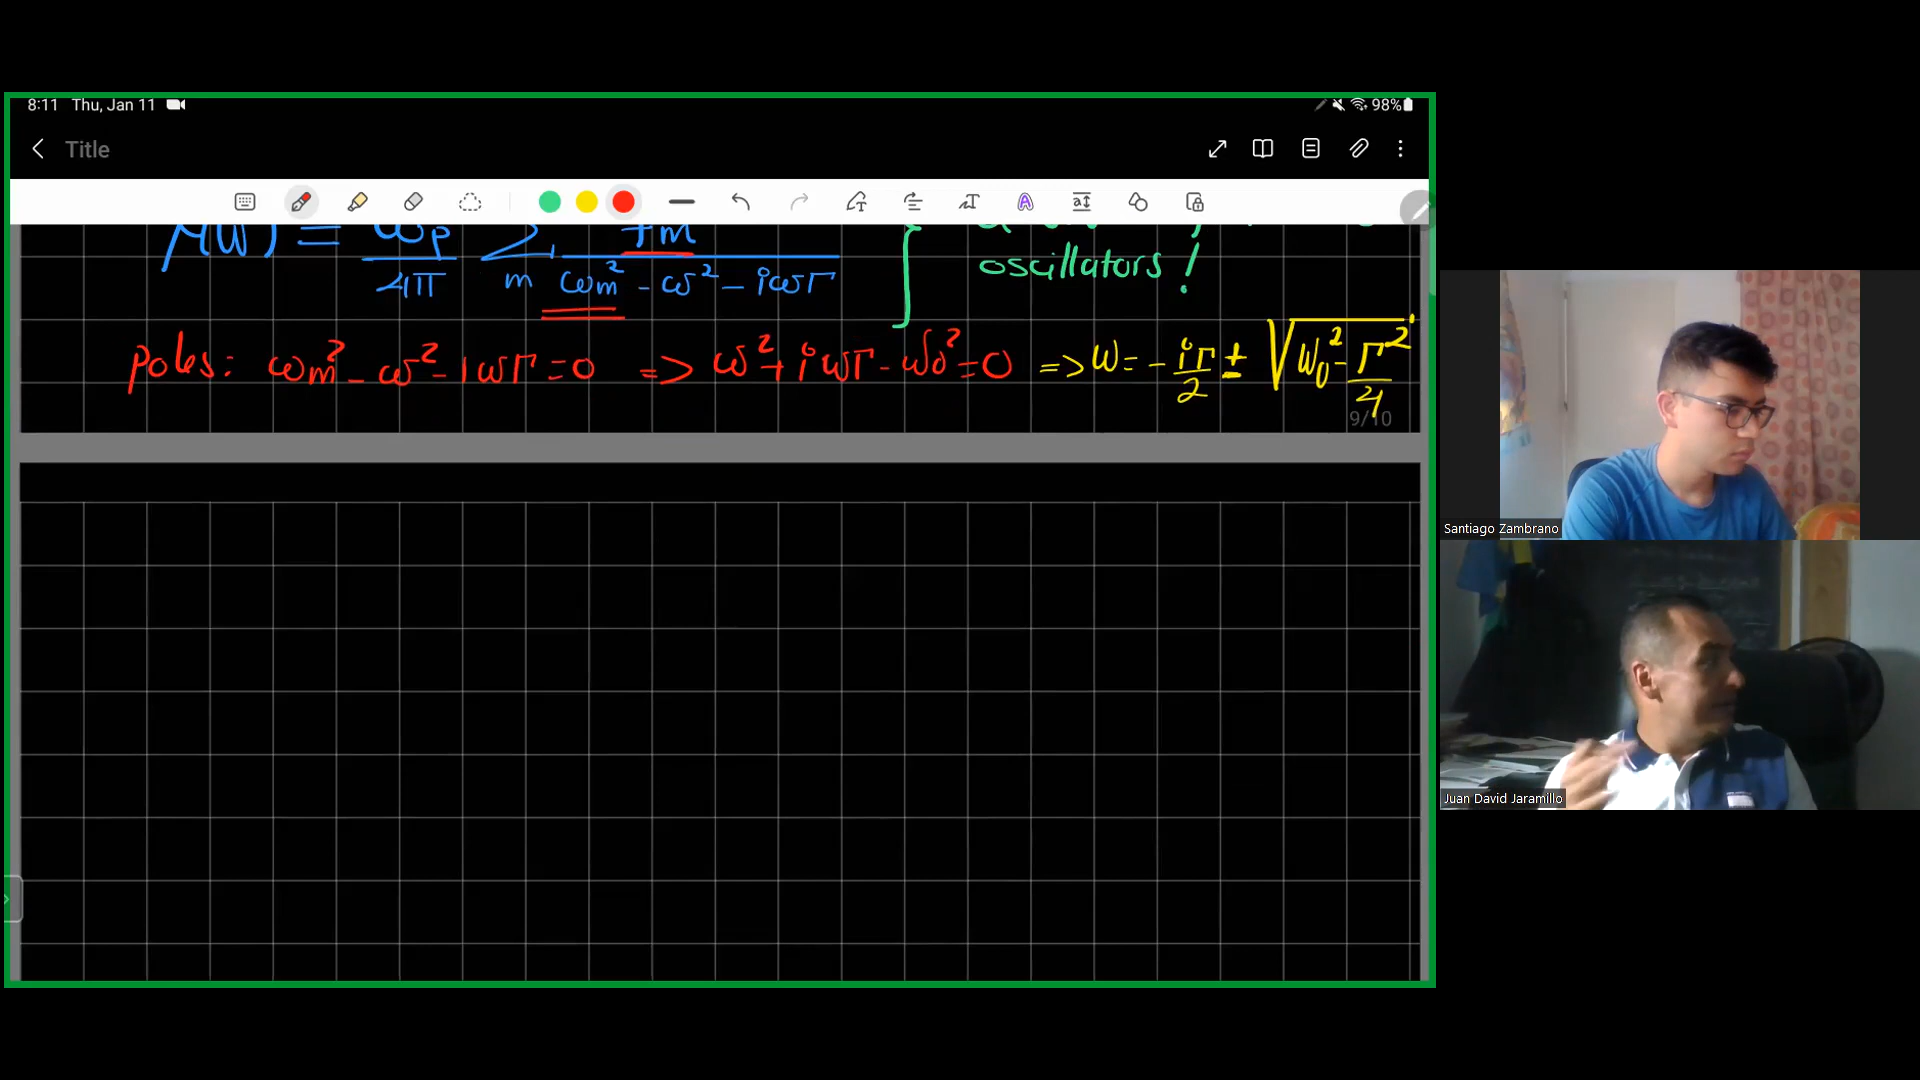 8:11 Thu, Jan 11 98%
Title
(ω) = ωp / 4π Σ m fm / ωm² - ω² - iωΓ
oscillators!
poles: ωm² - ω² - iωΓ = 0 => ω² + iωΓ - ω0² = 0 => ω = - iΓ/2 ± √ω0² - Γ²/4
9/10
Santiago Zambrano
Juan David Jaramillo